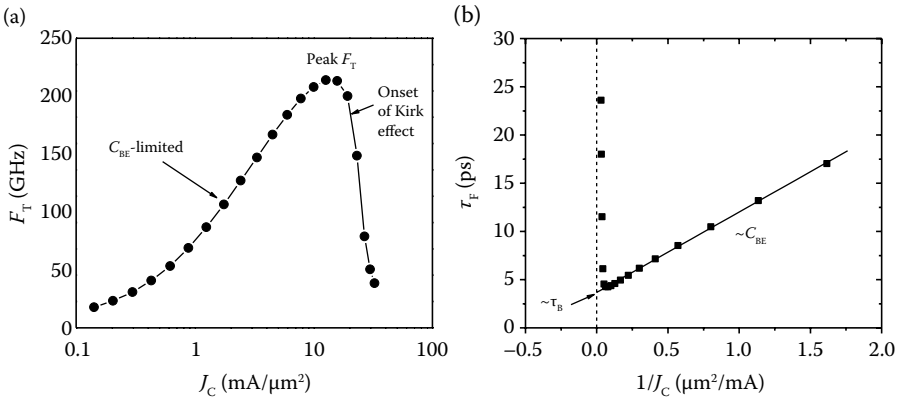 (a)
250
200
150
100
50
0
F_T (GHz)
Peak F_T
Onset
of Kirk
effect
C_BE-limited
0.1
1
10
100
J_C (mA/μm²)
(b)
30
25
20
15
10
5
0
τ_F (ps)
~C_BE
~τ_B
−0.5
0.0
0.5
1.0
1.5
2.0
1/J_C (μm²/mA)